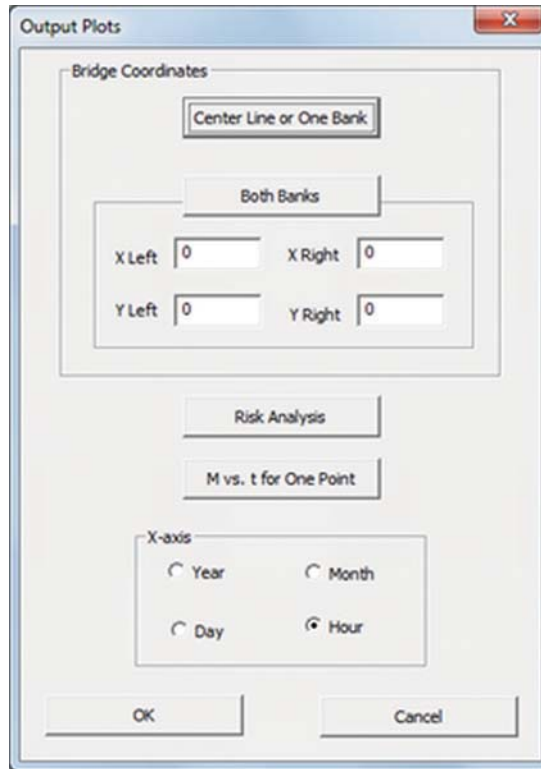 Output Plots
Bridge Coordinates
Center Line or One Bank
Both Banks
X Left 0 X Right 0
Y Left 0 Y Right 0
Risk Analysis
M vs. t for One Point
X-axis
Year Month
Day Hour
OK Cancel